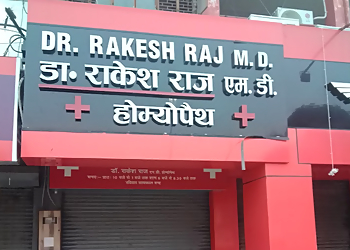 DR. RAKESH RAJ M.D.
डा॰ राकेश राज एम.डी.
होम्योपैथ
डॉ. राकेश राज